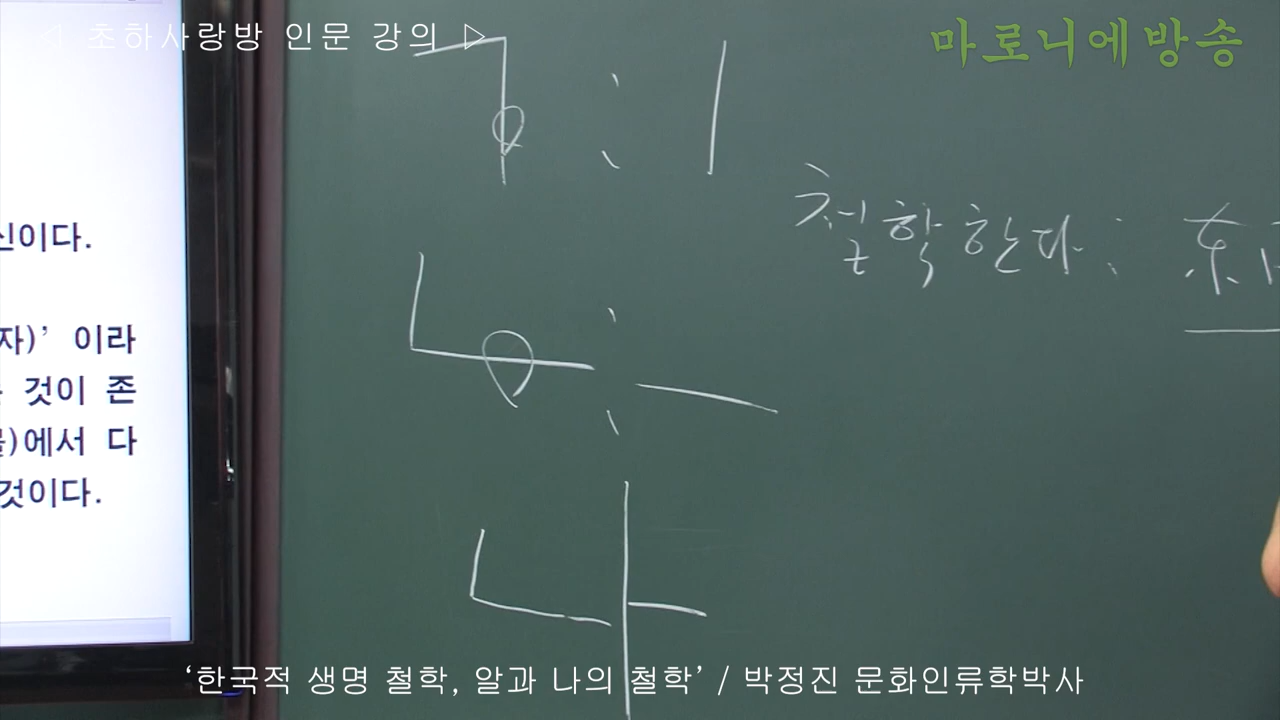 ◁ 초하사랑방 인문 강의 ▷
마로니에방송
ㄱ : ㅣ
철학한다 :
신이다.
자)’ 이라
것이 존
에서 다
것이다.
ㄴ : ㅡ
나
‘한국적 생명 철학, 알과 나의 철학’ / 박정진 문화인류학박사